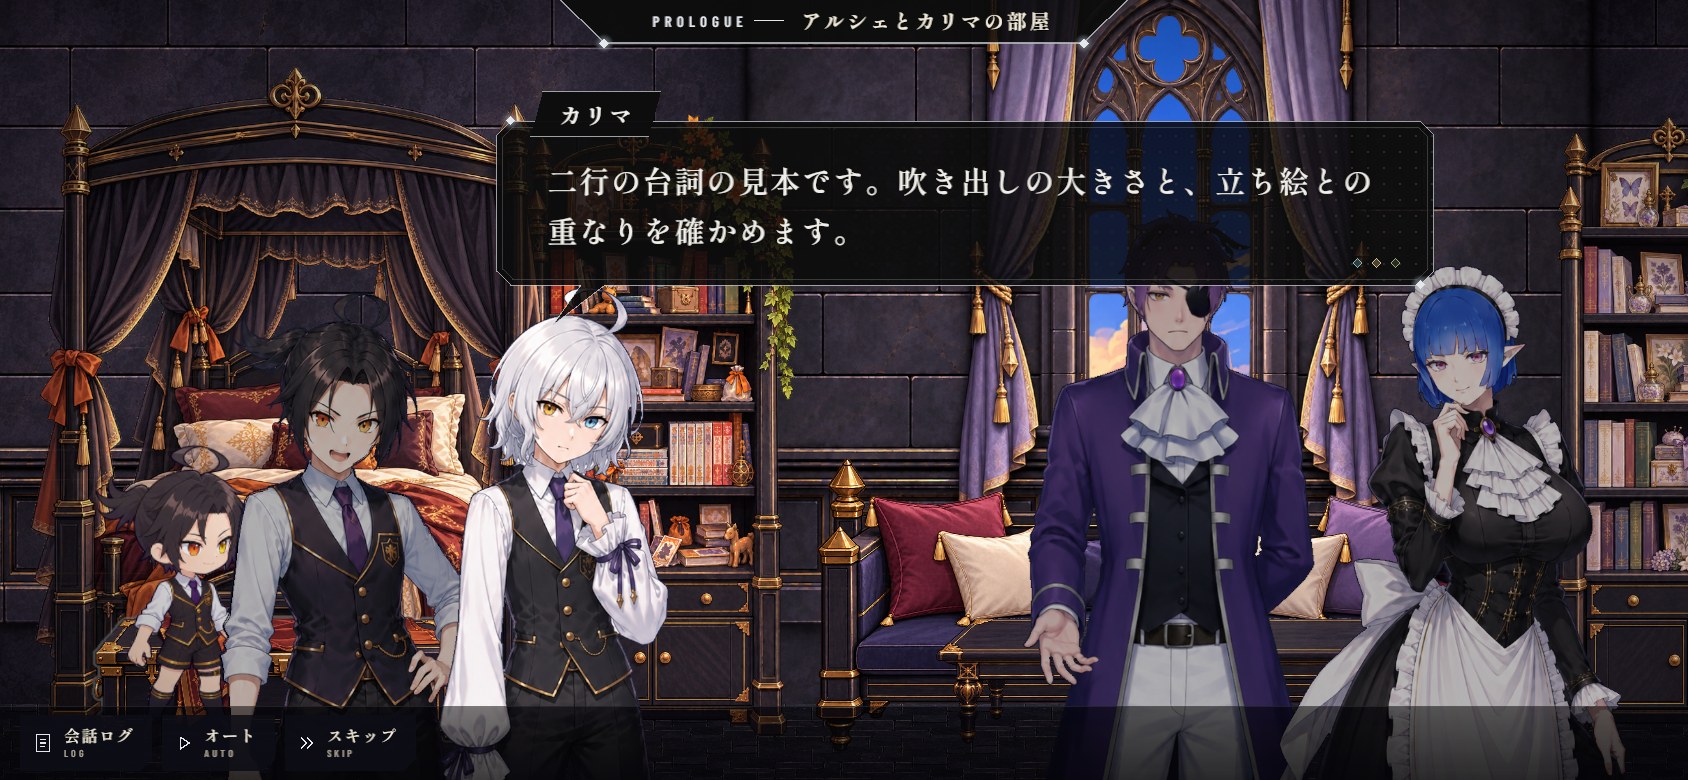 PROLOGUE — アルシェとカリマの部屋
カリマ
二行の台詞の見本です。吹き出しの大きさと、立ち絵との
重なりを確かめます。
会話ログ
LOG
オート
AUTO
スキップ
SKIP